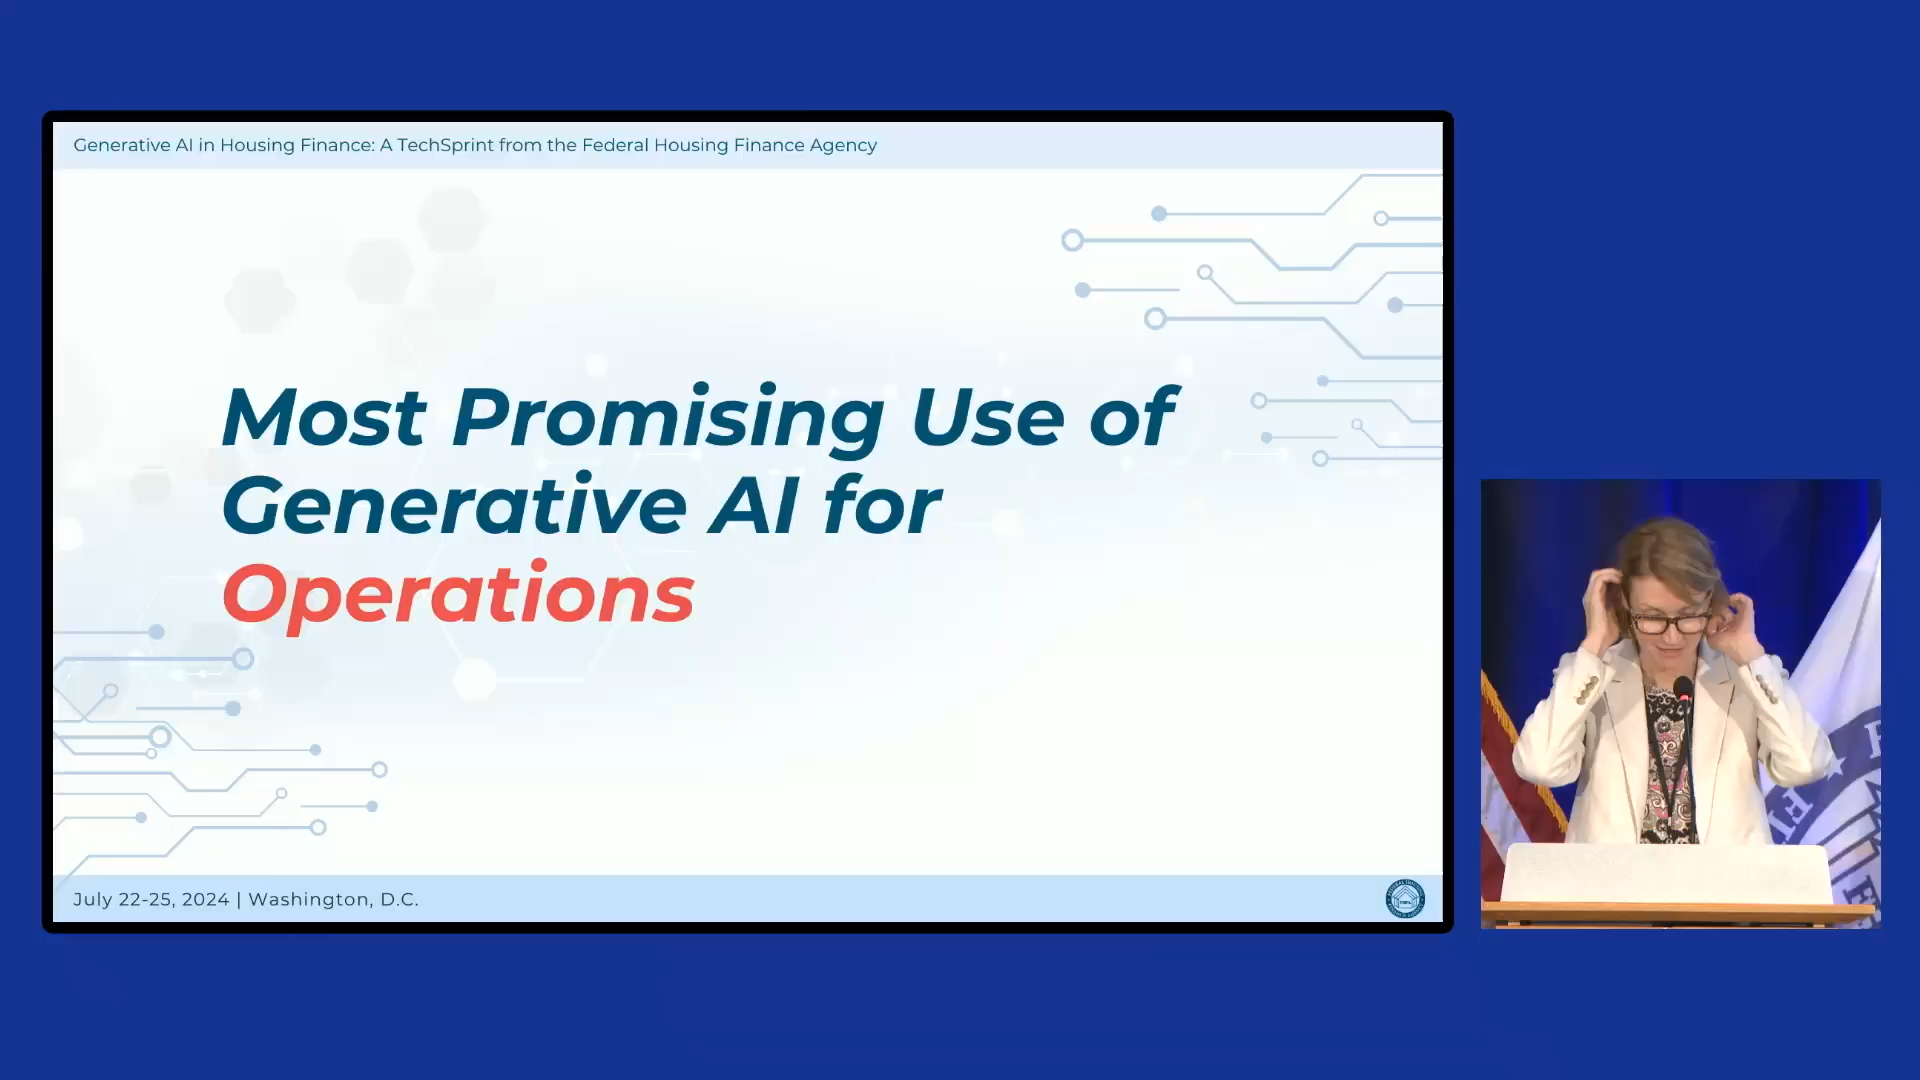 Generative AI in Housing Finance: A TechSprint from the Federal Housing Finance Agency
Most Promising Use of
Generative AI for
Operations
July 22-25, 2024 | Washington, D.C.